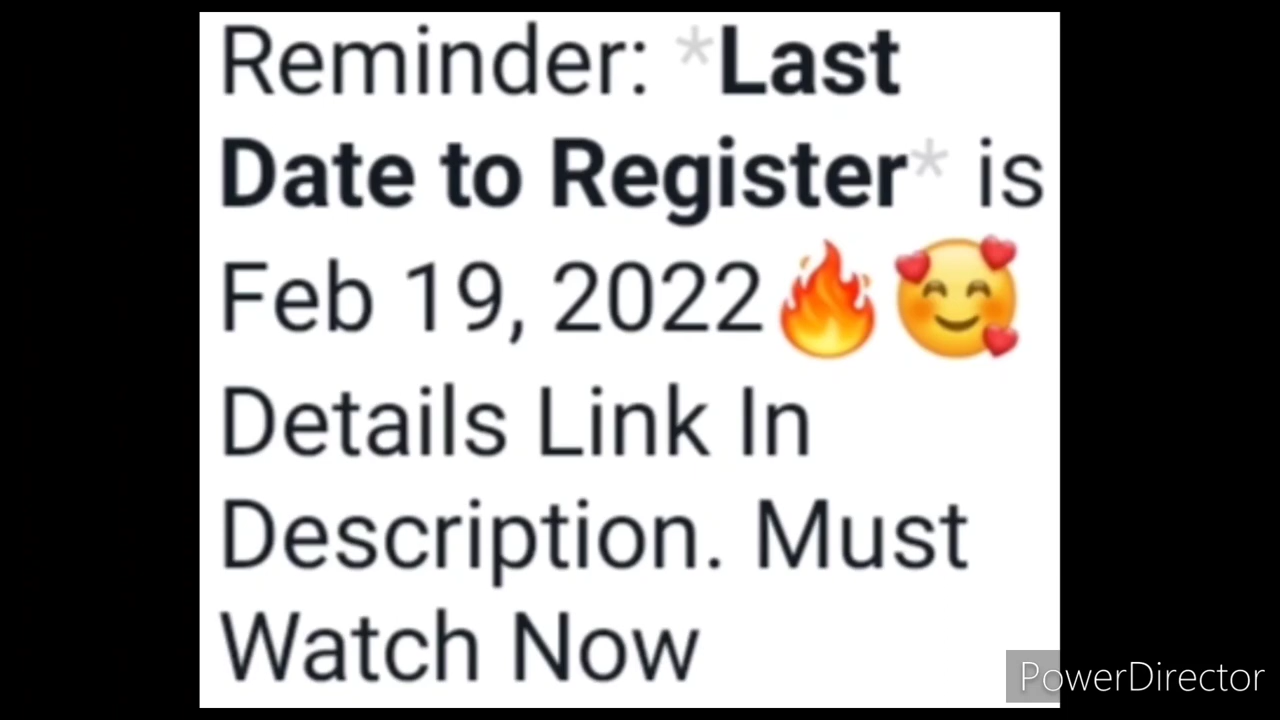 Reminder: *Last
Date to Register* is
Feb 19, 2022🔥🥰
Details Link In
Description. Must
Watch Now
PowerDirector